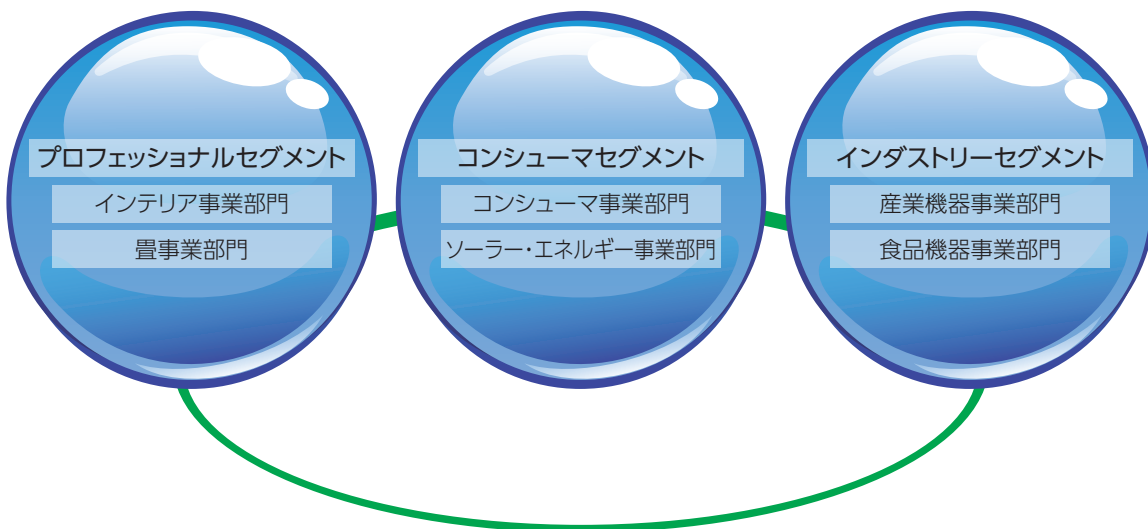 プロフェッショナルセグメント
インテリア事業部門
畳事業部門
コンシューマセグメント
コンシューマ事業部門
ソーラー・エネルギー事業部門
インダストリーセグメント
産業機器事業部門
食品機器事業部門